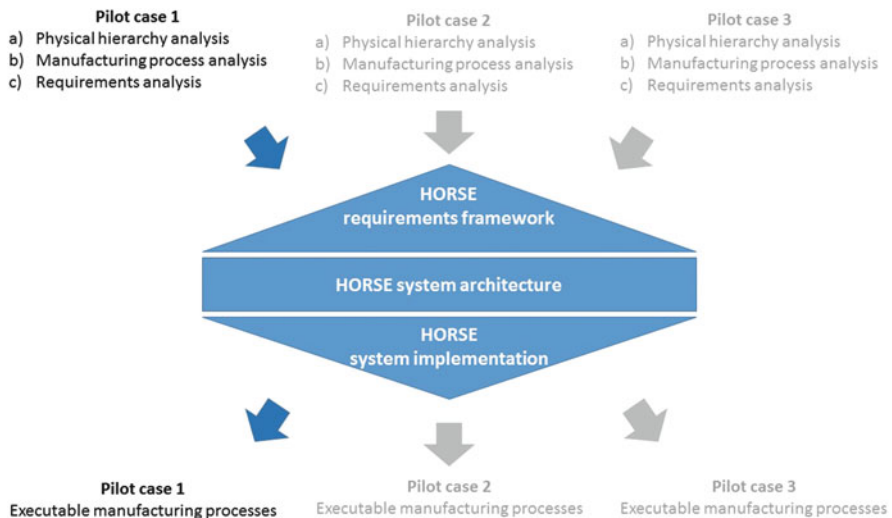 Pilot case 1
a) Physical hierarchy analysis
b) Manufacturing process analysis
c) Requirements analysis
Pilot case 2
a) Physical hierarchy analysis
b) Manufacturing process analysis
c) Requirements analysis
Pilot case 3
a) Physical hierarchy analysis
b) Manufacturing process analysis
c) Requirements analysis
HORSE
requirements framework
HORSE system architecture
HORSE
system implementation
Pilot case 1
Executable manufacturing processes
Pilot case 2
Executable manufacturing processes
Pilot case 3
Executable manufacturing processes